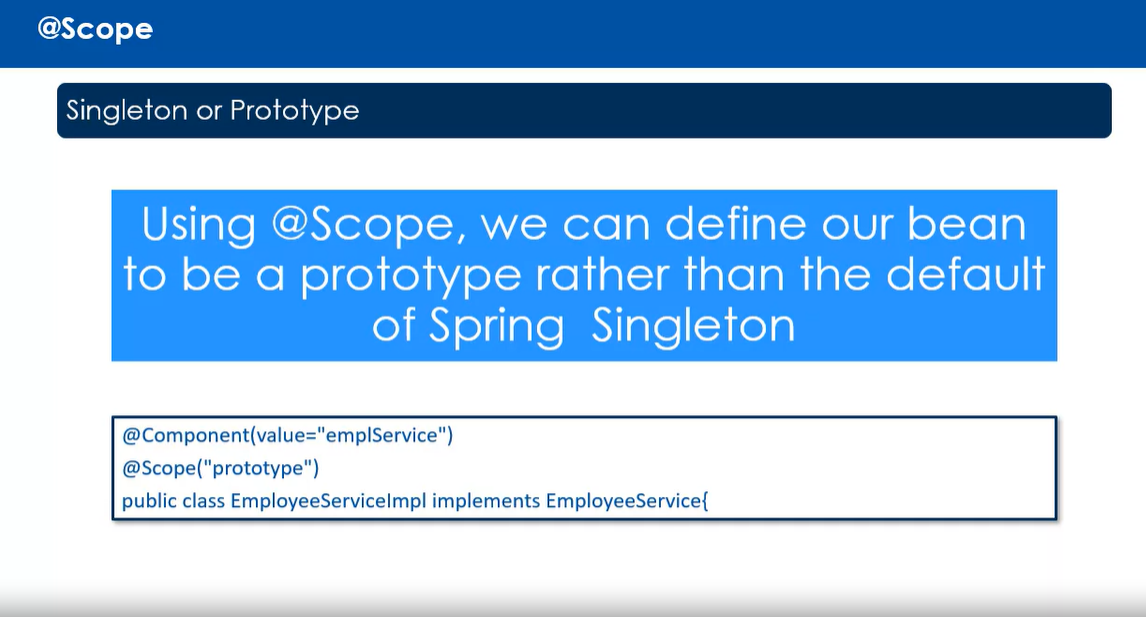 @Scope
Singleton or Prototype
Using @Scope, we can define our bean
to be a prototype rather than the default
of Spring  Singleton
@Component(value="emplService")
@Scope("prototype")
public class EmployeeServiceImpl implements EmployeeService{